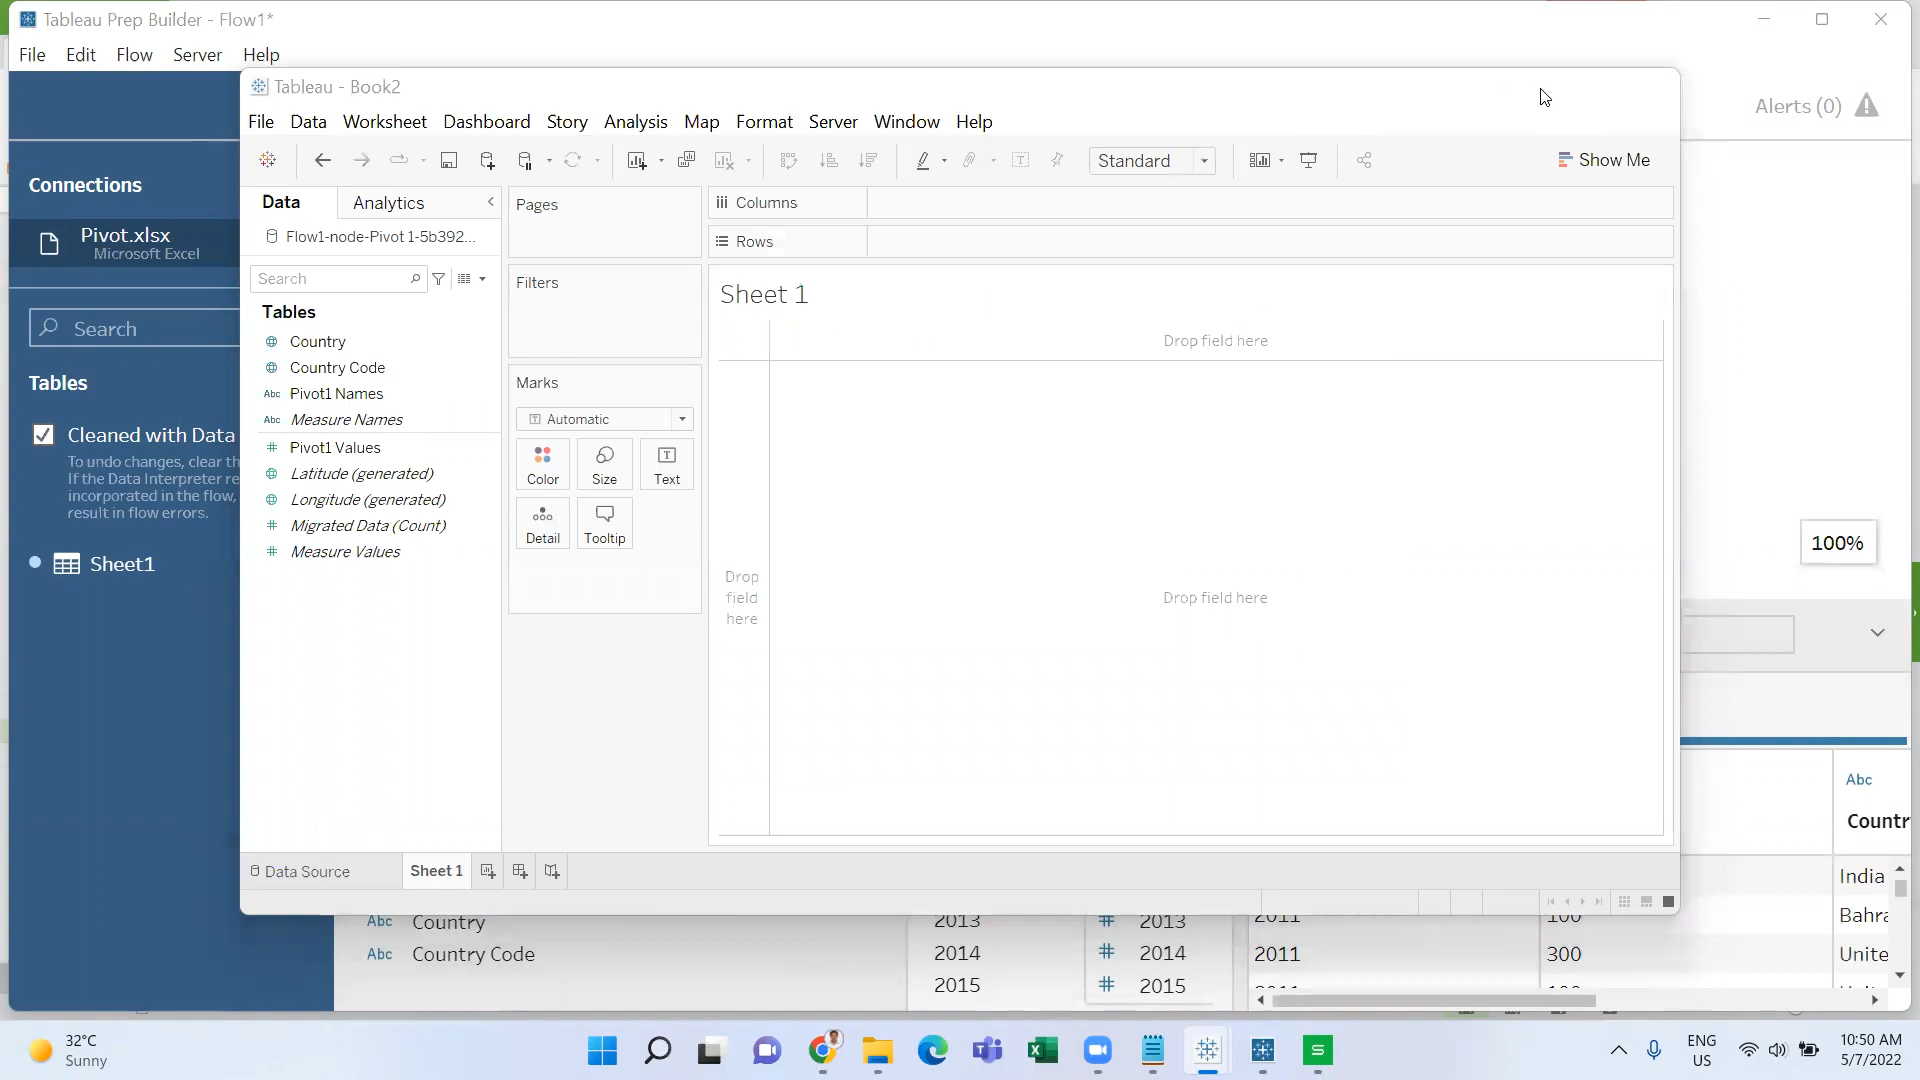 Tableau Prep Builder - Flow1*
File Edit Flow Server Help
Alerts (0)
Connections
Pivot.xlsx
Microsoft Excel
Search
Tables
Cleaned with Data
To undo changes, clear th
If the Data Interpreter re
incorporated in the flow,
result in flow errors.
Sheet1
Tableau - Book2
File Data Worksheet Dashboard Story Analysis Map Format Server Window Help
Standard
Show Me
Data Analytics
Flow1-node-Pivot 1-5b392...
Search
Tables
Country
Country Code
Abc Pivot1 Names
Abc Measure Names
# Pivot1 Values
Latitude (generated)
Longitude (generated)
# Migrated Data (Count)
# Measure Values
Pages
Filters
Marks
Automatic
Color Size Text
Detail Tooltip
Columns
Rows
Sheet 1
Drop field here
Drop
field
here
Drop field here
Data Source Sheet 1
100%
Abc
Countr
India
Bahra
Unite
Abc Country
Abc Country Code
2013
2014
2015
# 2013
# 2014
# 2015
2011 100
2011 300
32°C
Sunny
ENG
US
10:50 AM
5/7/2022